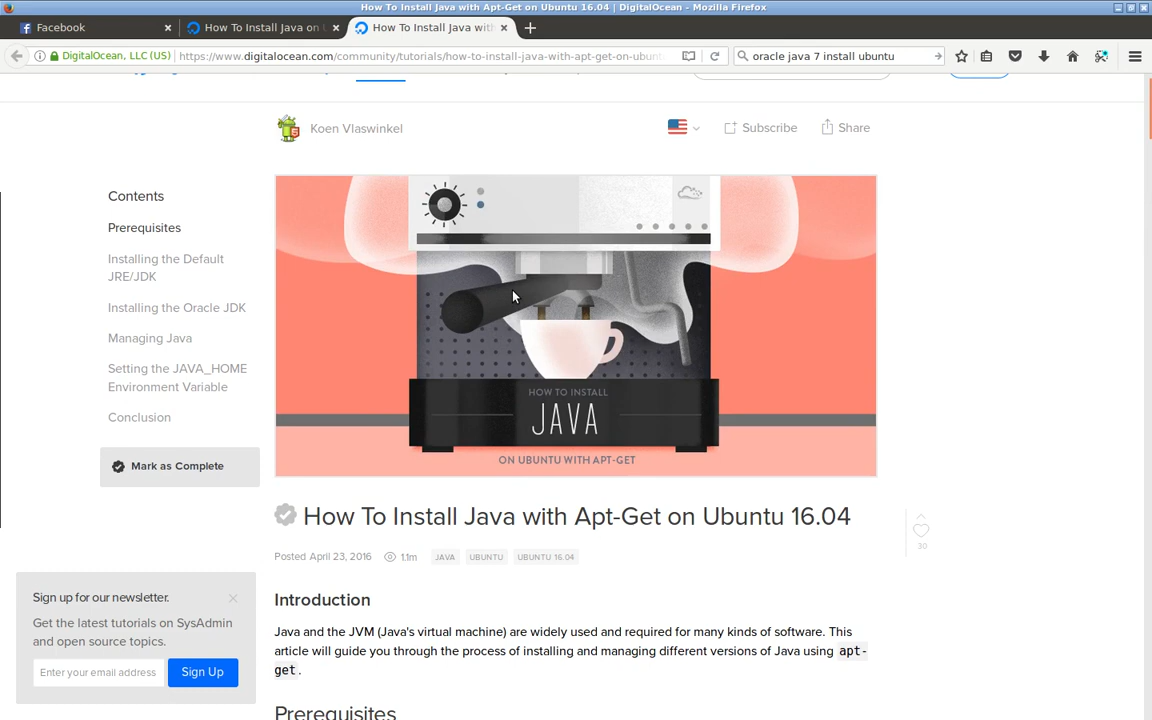 How To Install Java with Apt-Get on Ubuntu 16.04 | DigitalOcean - Mozilla Firefox
Facebook
How To Install Java on
How To Install Java with
DigitalOcean, LLC (US)
https://www.digitalocean.com/community/tutorials/how-to-install-java-with-apt-get-on-ubunt
oracle java 7 install ubuntu
Koen Vlaswinkel
Subscribe
Share
Contents
Prerequisites
Installing the Default
JRE/JDK
Installing the Oracle JDK
Managing Java
Setting the JAVA_HOME
Environment Variable
Conclusion
Mark as Complete
HOW TO INSTALL
JAVA
ON UBUNTU WITH APT-GET
How To Install Java with Apt-Get on Ubuntu 16.04
30
Posted April 23, 2016
1.1m
JAVA
UBUNTU
UBUNTU 16.04
Introduction
Java and the JVM (Java's virtual machine) are widely used and required for many kinds of software. This
article will guide you through the process of installing and managing different versions of Java using apt-
get.
Prerequisites
Sign up for our newsletter.
Get the latest tutorials on SysAdmin
and open source topics.
Enter your email address
Sign Up